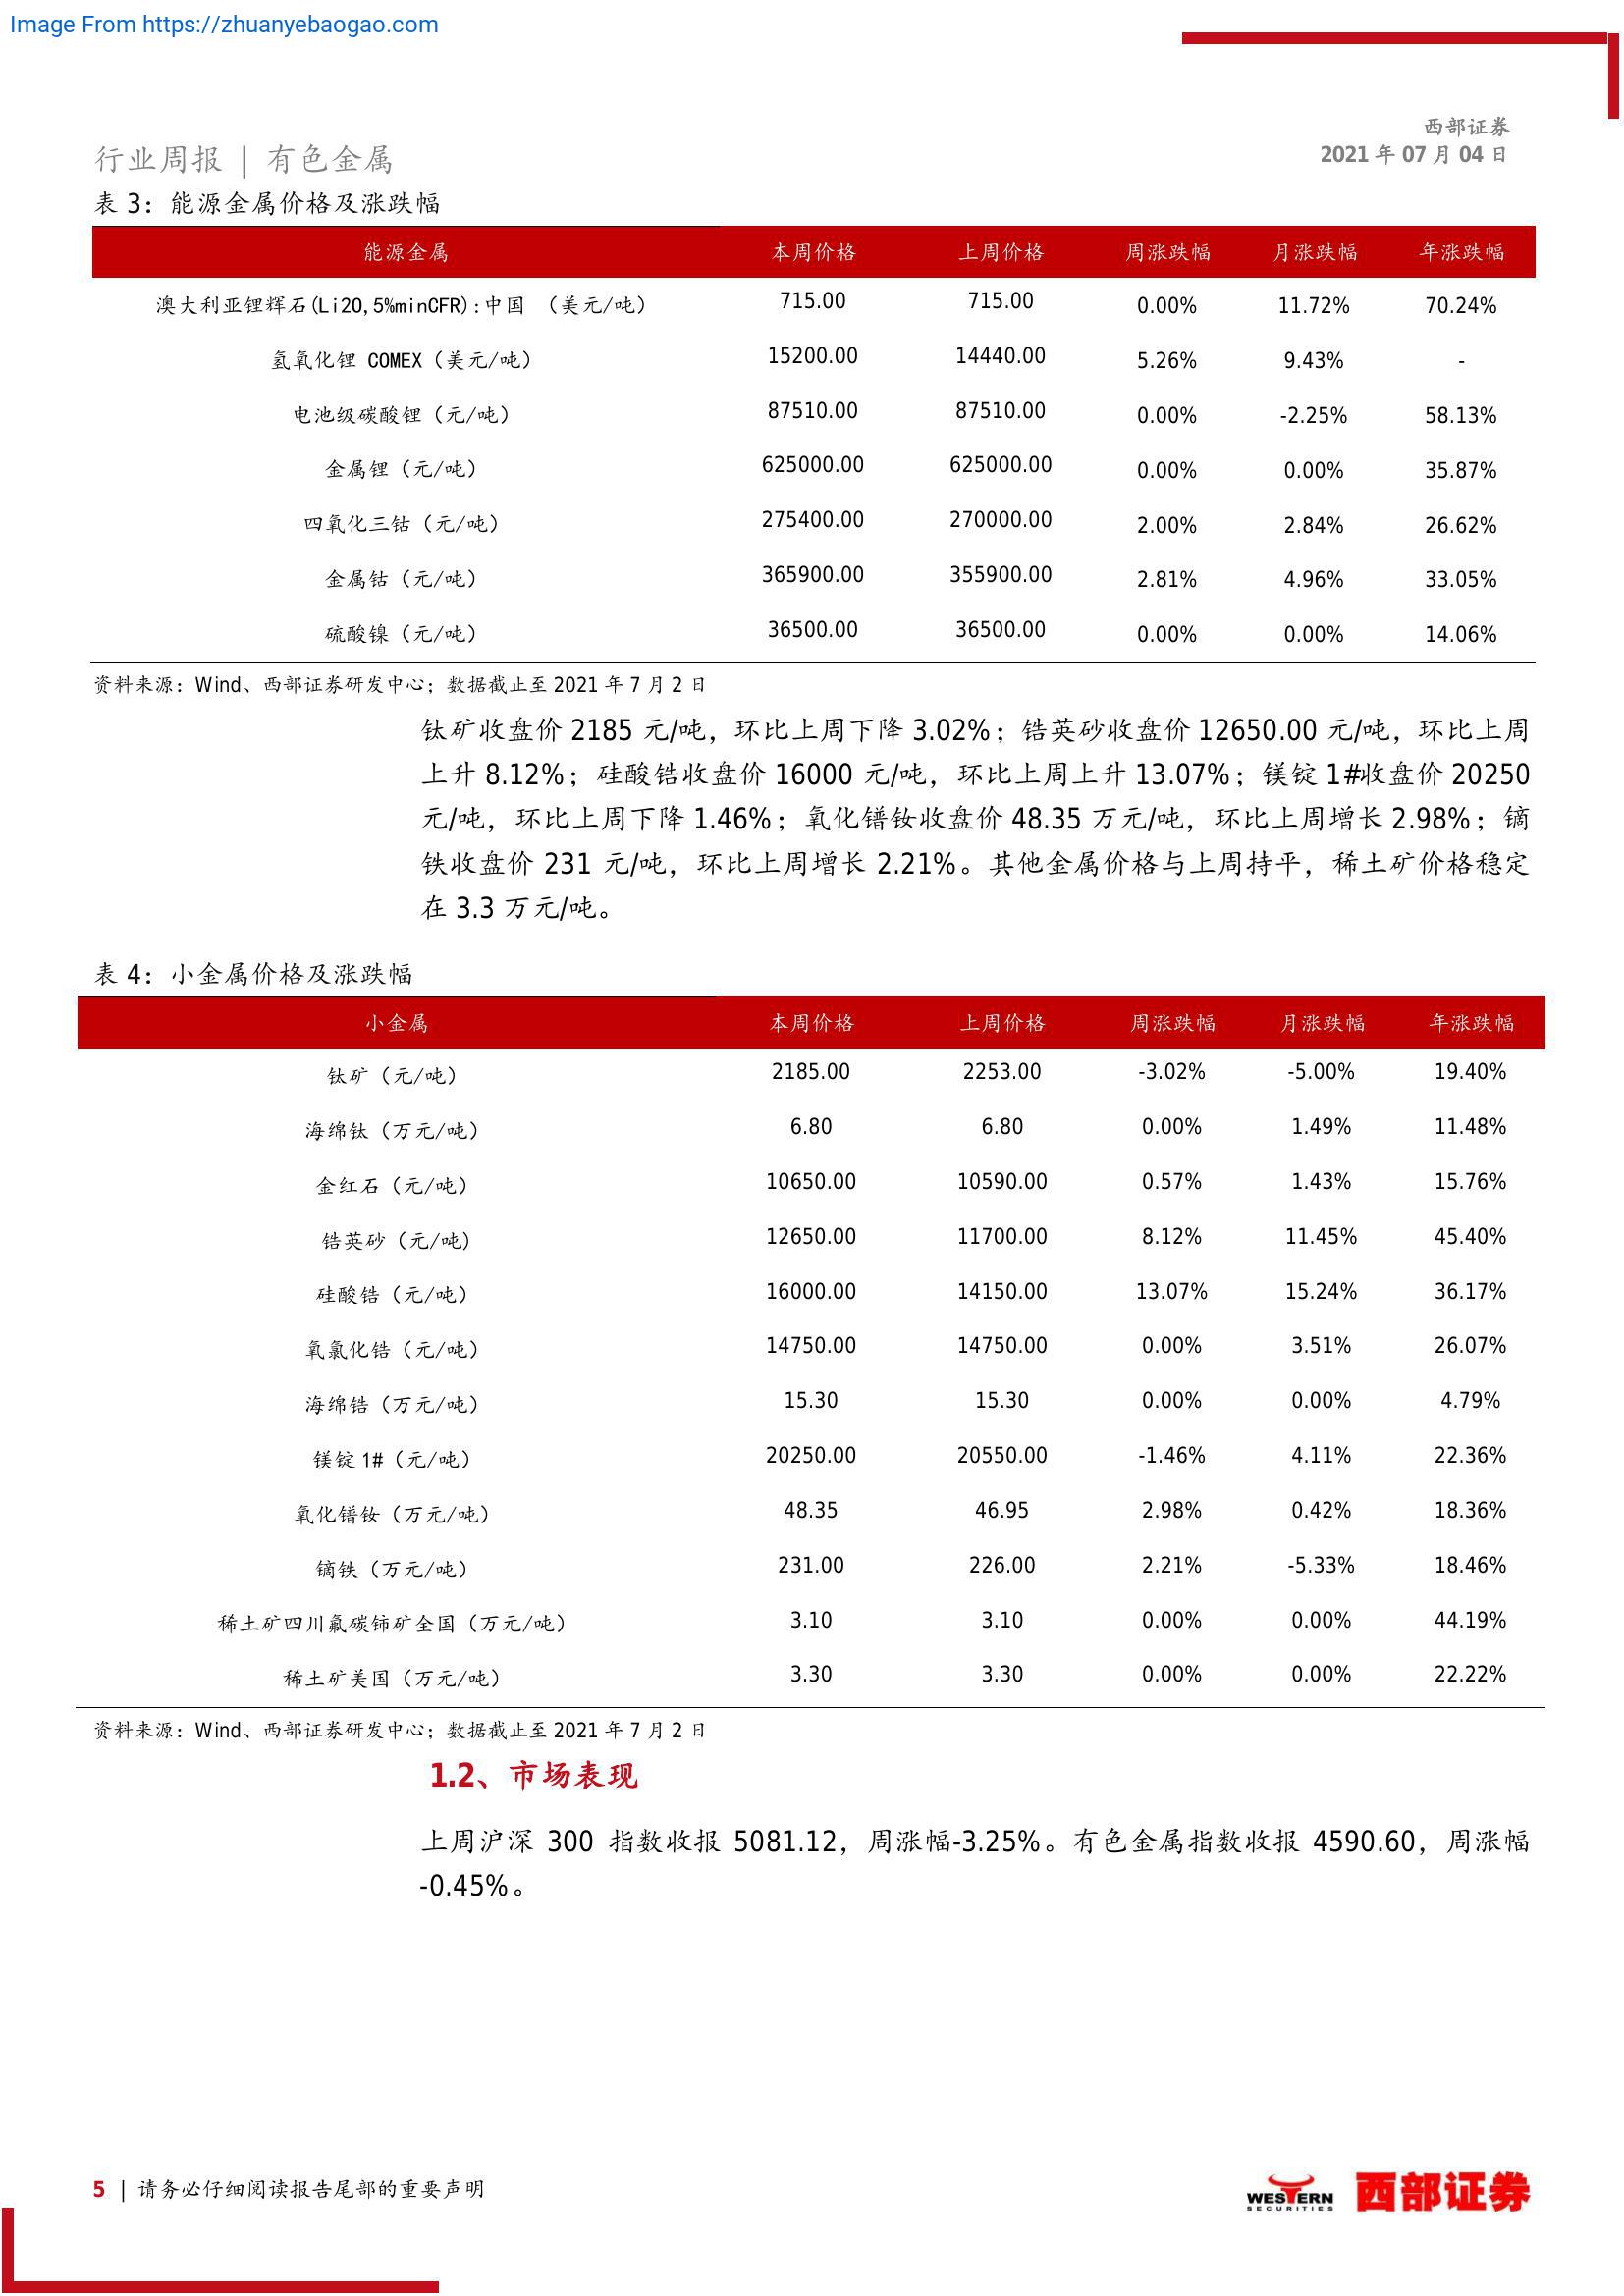 Image From https://zhuanyebaogao.com
西部证券
2021 年 07 月 04 日
行业周报 | 有色金属
表 3：能源金属价格及涨跌幅
能源金属 本周价格 上周价格 周涨跌幅 月涨跌幅 年涨跌幅
澳大利亚锂辉石(Li2O,5%minCFR):中国 （美元/吨） 715.00 715.00 0.00% 11.72% 70.24%
氢氧化锂 COMEX（美元/吨） 15200.00 14440.00 5.26% 9.43% -
电池级碳酸锂（元/吨） 87510.00 87510.00 0.00% -2.25% 58.13%
金属锂（元/吨） 625000.00 625000.00 0.00% 0.00% 35.87%
四氧化三钴（元/吨） 275400.00 270000.00 2.00% 2.84% 26.62%
金属钴（元/吨） 365900.00 355900.00 2.81% 4.96% 33.05%
硫酸镍（元/吨） 36500.00 36500.00 0.00% 0.00% 14.06%
资料来源：Wind、西部证券研发中心；数据截止至 2021 年 7 月 2 日
钛矿收盘价 2185 元/吨，环比上周下降 3.02%；锆英砂收盘价 12650.00 元/吨，环比上周
上升 8.12%；硅酸锆收盘价 16000 元/吨，环比上周上升 13.07%；镁锭 1#收盘价 20250
元/吨，环比上周下降 1.46%；氧化镨钕收盘价 48.35 万元/吨，环比上周增长 2.98%；镝
铁收盘价 231 元/吨，环比上周增长 2.21%。其他金属价格与上周持平，稀土矿价格稳定
在 3.3 万元/吨。
表 4：小金属价格及涨跌幅
小金属 本周价格 上周价格 周涨跌幅 月涨跌幅 年涨跌幅
钛矿（元/吨） 2185.00 2253.00 -3.02% -5.00% 19.40%
海绵钛（万元/吨） 6.80 6.80 0.00% 1.49% 11.48%
金红石（元/吨） 10650.00 10590.00 0.57% 1.43% 15.76%
锆英砂（元/吨) 12650.00 11700.00 8.12% 11.45% 45.40%
硅酸锆（元/吨） 16000.00 14150.00 13.07% 15.24% 36.17%
氧氯化锆（元/吨） 14750.00 14750.00 0.00% 3.51% 26.07%
海绵锆（万元/吨） 15.30 15.30 0.00% 0.00% 4.79%
镁锭 1#（元/吨） 20250.00 20550.00 -1.46% 4.11% 22.36%
氧化镨钕（万元/吨） 48.35 46.95 2.98% 0.42% 18.36%
镝铁（万元/吨） 231.00 226.00 2.21% -5.33% 18.46%
稀土矿四川氟碳铈矿全国（万元/吨） 3.10 3.10 0.00% 0.00% 44.19%
稀土矿美国（万元/吨） 3.30 3.30 0.00% 0.00% 22.22%
资料来源：Wind、西部证券研发中心；数据截止至 2021 年 7 月 2 日
1.2、市场表现
上周沪深 300 指数收报 5081.12，周涨幅-3.25%。有色金属指数收报 4590.60，周涨幅
-0.45%。
5 | 请务必仔细阅读报告尾部的重要声明
WESTERN
SECURITIES
西部证券